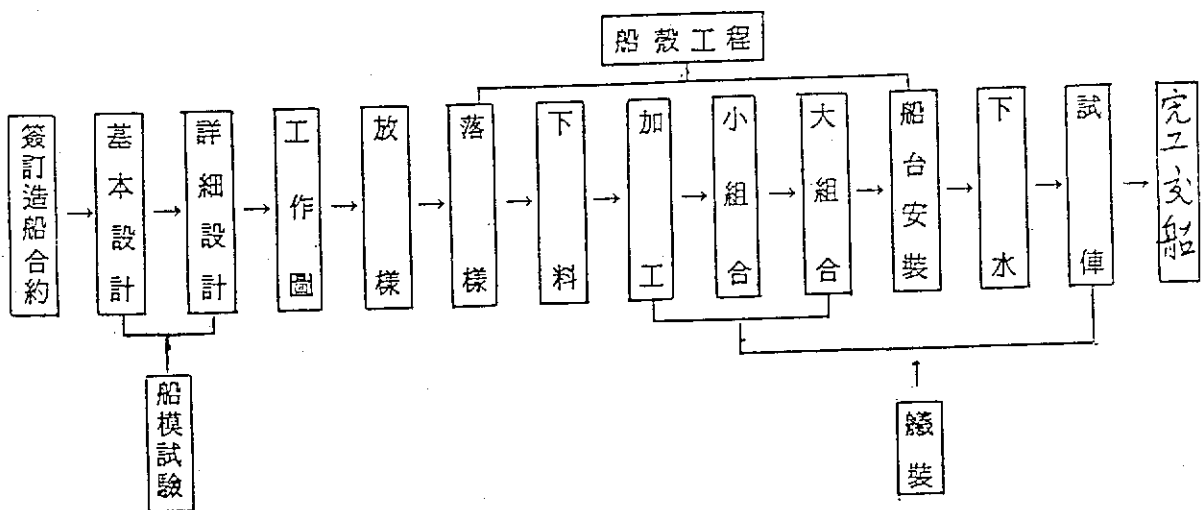 船殼工程
簽訂造船合約
基本設計
詳細設計
工作圖
放樣
落樣
下料
加工
小組合
大組合
船台安裝
下水
試俥
完工交船
船模試驗
艤裝